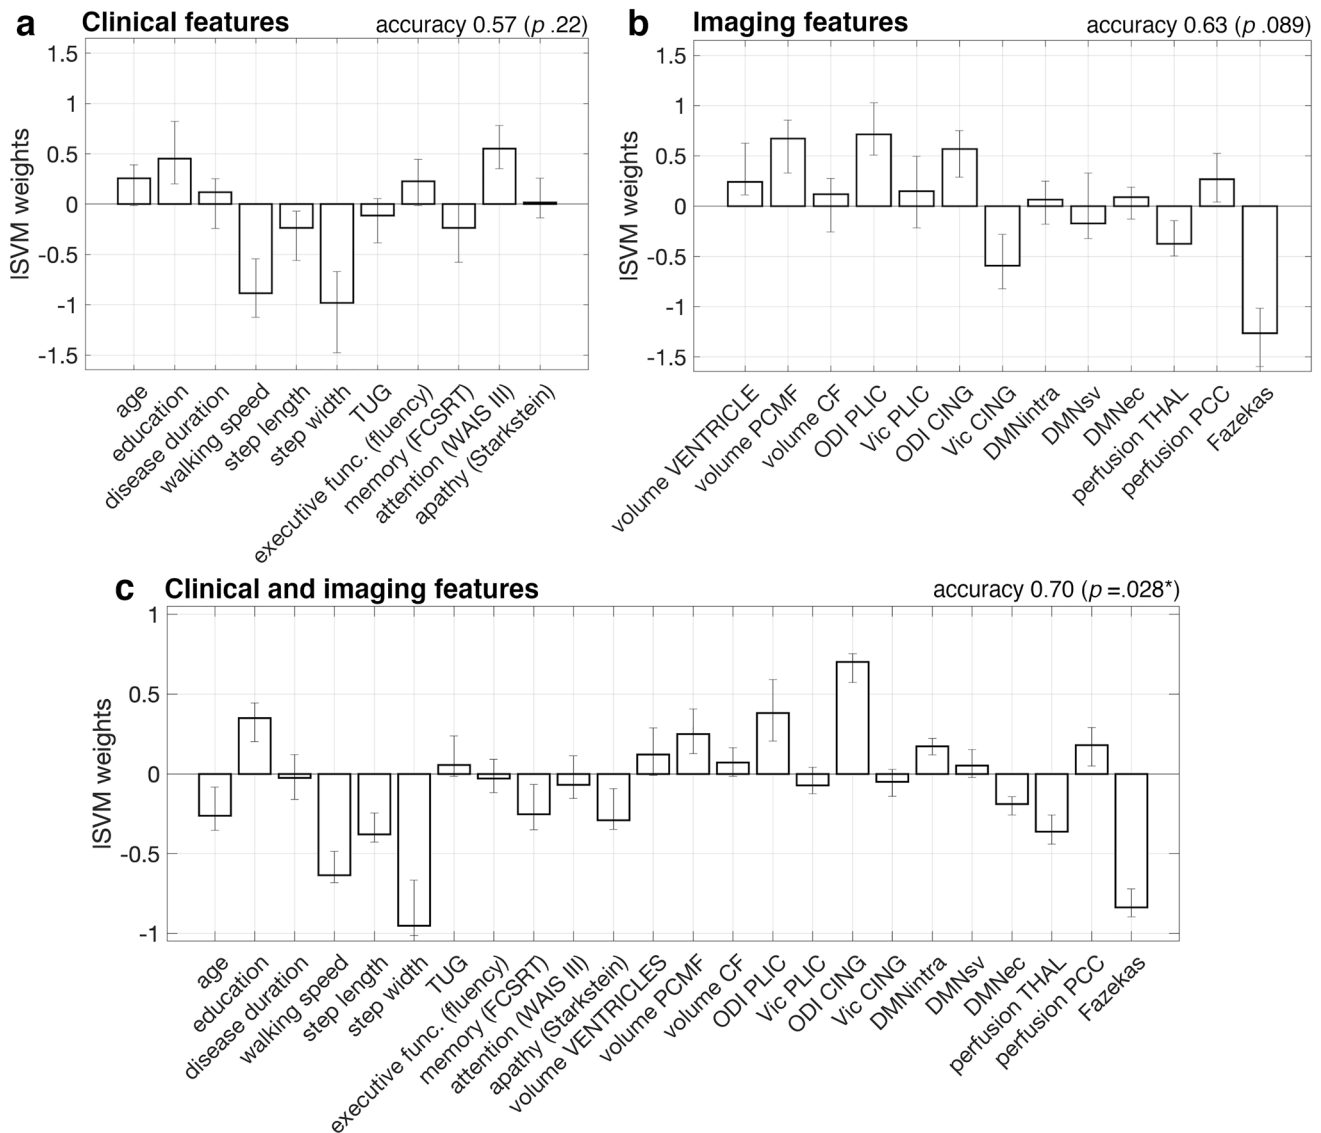 a Clinical features accuracy 0.57 (p .22)
1.5
1
0.5
0
-0.5
-1
-1.5
lSVM weights
age
education
disease duration
walking speed
step length
step width
TUG
executive func. (fluency)
memory (FCSRT)
attention (WAIS III)
apathy (Starkstein)
b Imaging features accuracy 0.63 (p .089)
1.5
1
0.5
0
-0.5
-1
-1.5
lSVM weights
volume VENTRICLE
volume PCMF
volume CF
ODI PLIC
Vic PLIC
ODI CING
Vic CING
DMNintra
DMNsv
DMNec
perfusion THAL
perfusion PCC
Fazekas
c Clinical and imaging features accuracy 0.70 (p =.028*)
1
0.5
0
-0.5
-1
lSVM weights
age
education
disease duration
walking speed
step length
step width
TUG
executive func. (fluency)
memory (FCSRT)
attention (WAIS III)
apathy (Starkstein)
volume VENTRICLES
volume PCMF
volume CF
ODI PLIC
Vic PLIC
ODI CING
Vic CING
DMNintra
DMNsv
DMNec
perfusion THAL
perfusion PCC
Fazekas